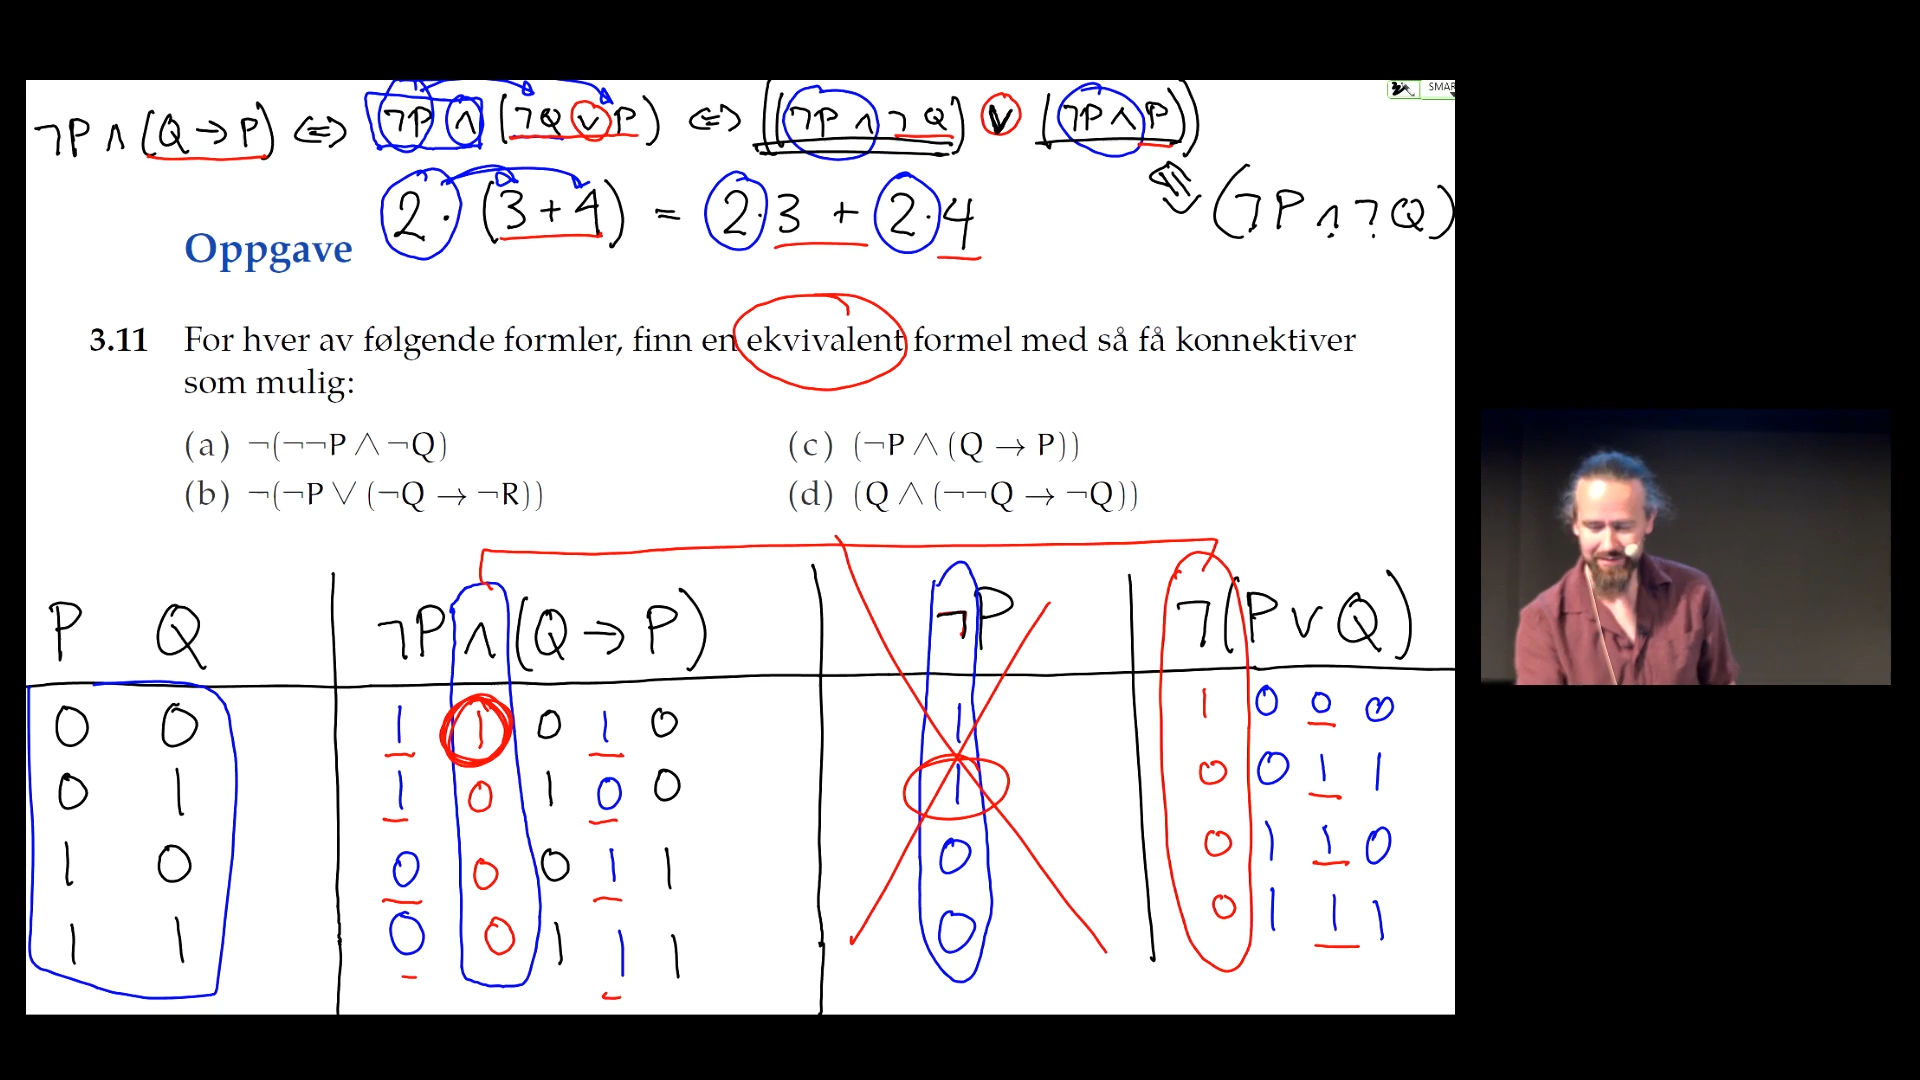 SMAR
¬P ∧ (Q → P) ⇔ ¬P ∧ (¬Q ∨ P) ⇔ ((¬P ∧ ¬Q) ∨ (¬P ∧ P))
2 · (3 + 4) = 2 · 3 + 2 · 4
⇕ (¬P ∧ ¬Q)
Oppgave
3.11 For hver av følgende formler, finn en ekvivalent formel med så få konnektiver
som mulig:
(a) ¬(¬¬P ∧ ¬Q) (c) (¬P ∧ (Q → P))
(b) ¬(¬P ∨ (¬Q → ¬R)) (d) (Q ∧ (¬¬Q → ¬Q))
P Q ¬P ∧ (Q → P) ¬P ¬(P ∨ Q)
0 0 1 1 0 1 0 1 1 0 0 0
0 1 1 0 1 0 0 1 0 0 1 1
1 0 0 0 0 1 1 0 0 1 1 0
1 1 0 0 1 1 1 0 0 1 1 1